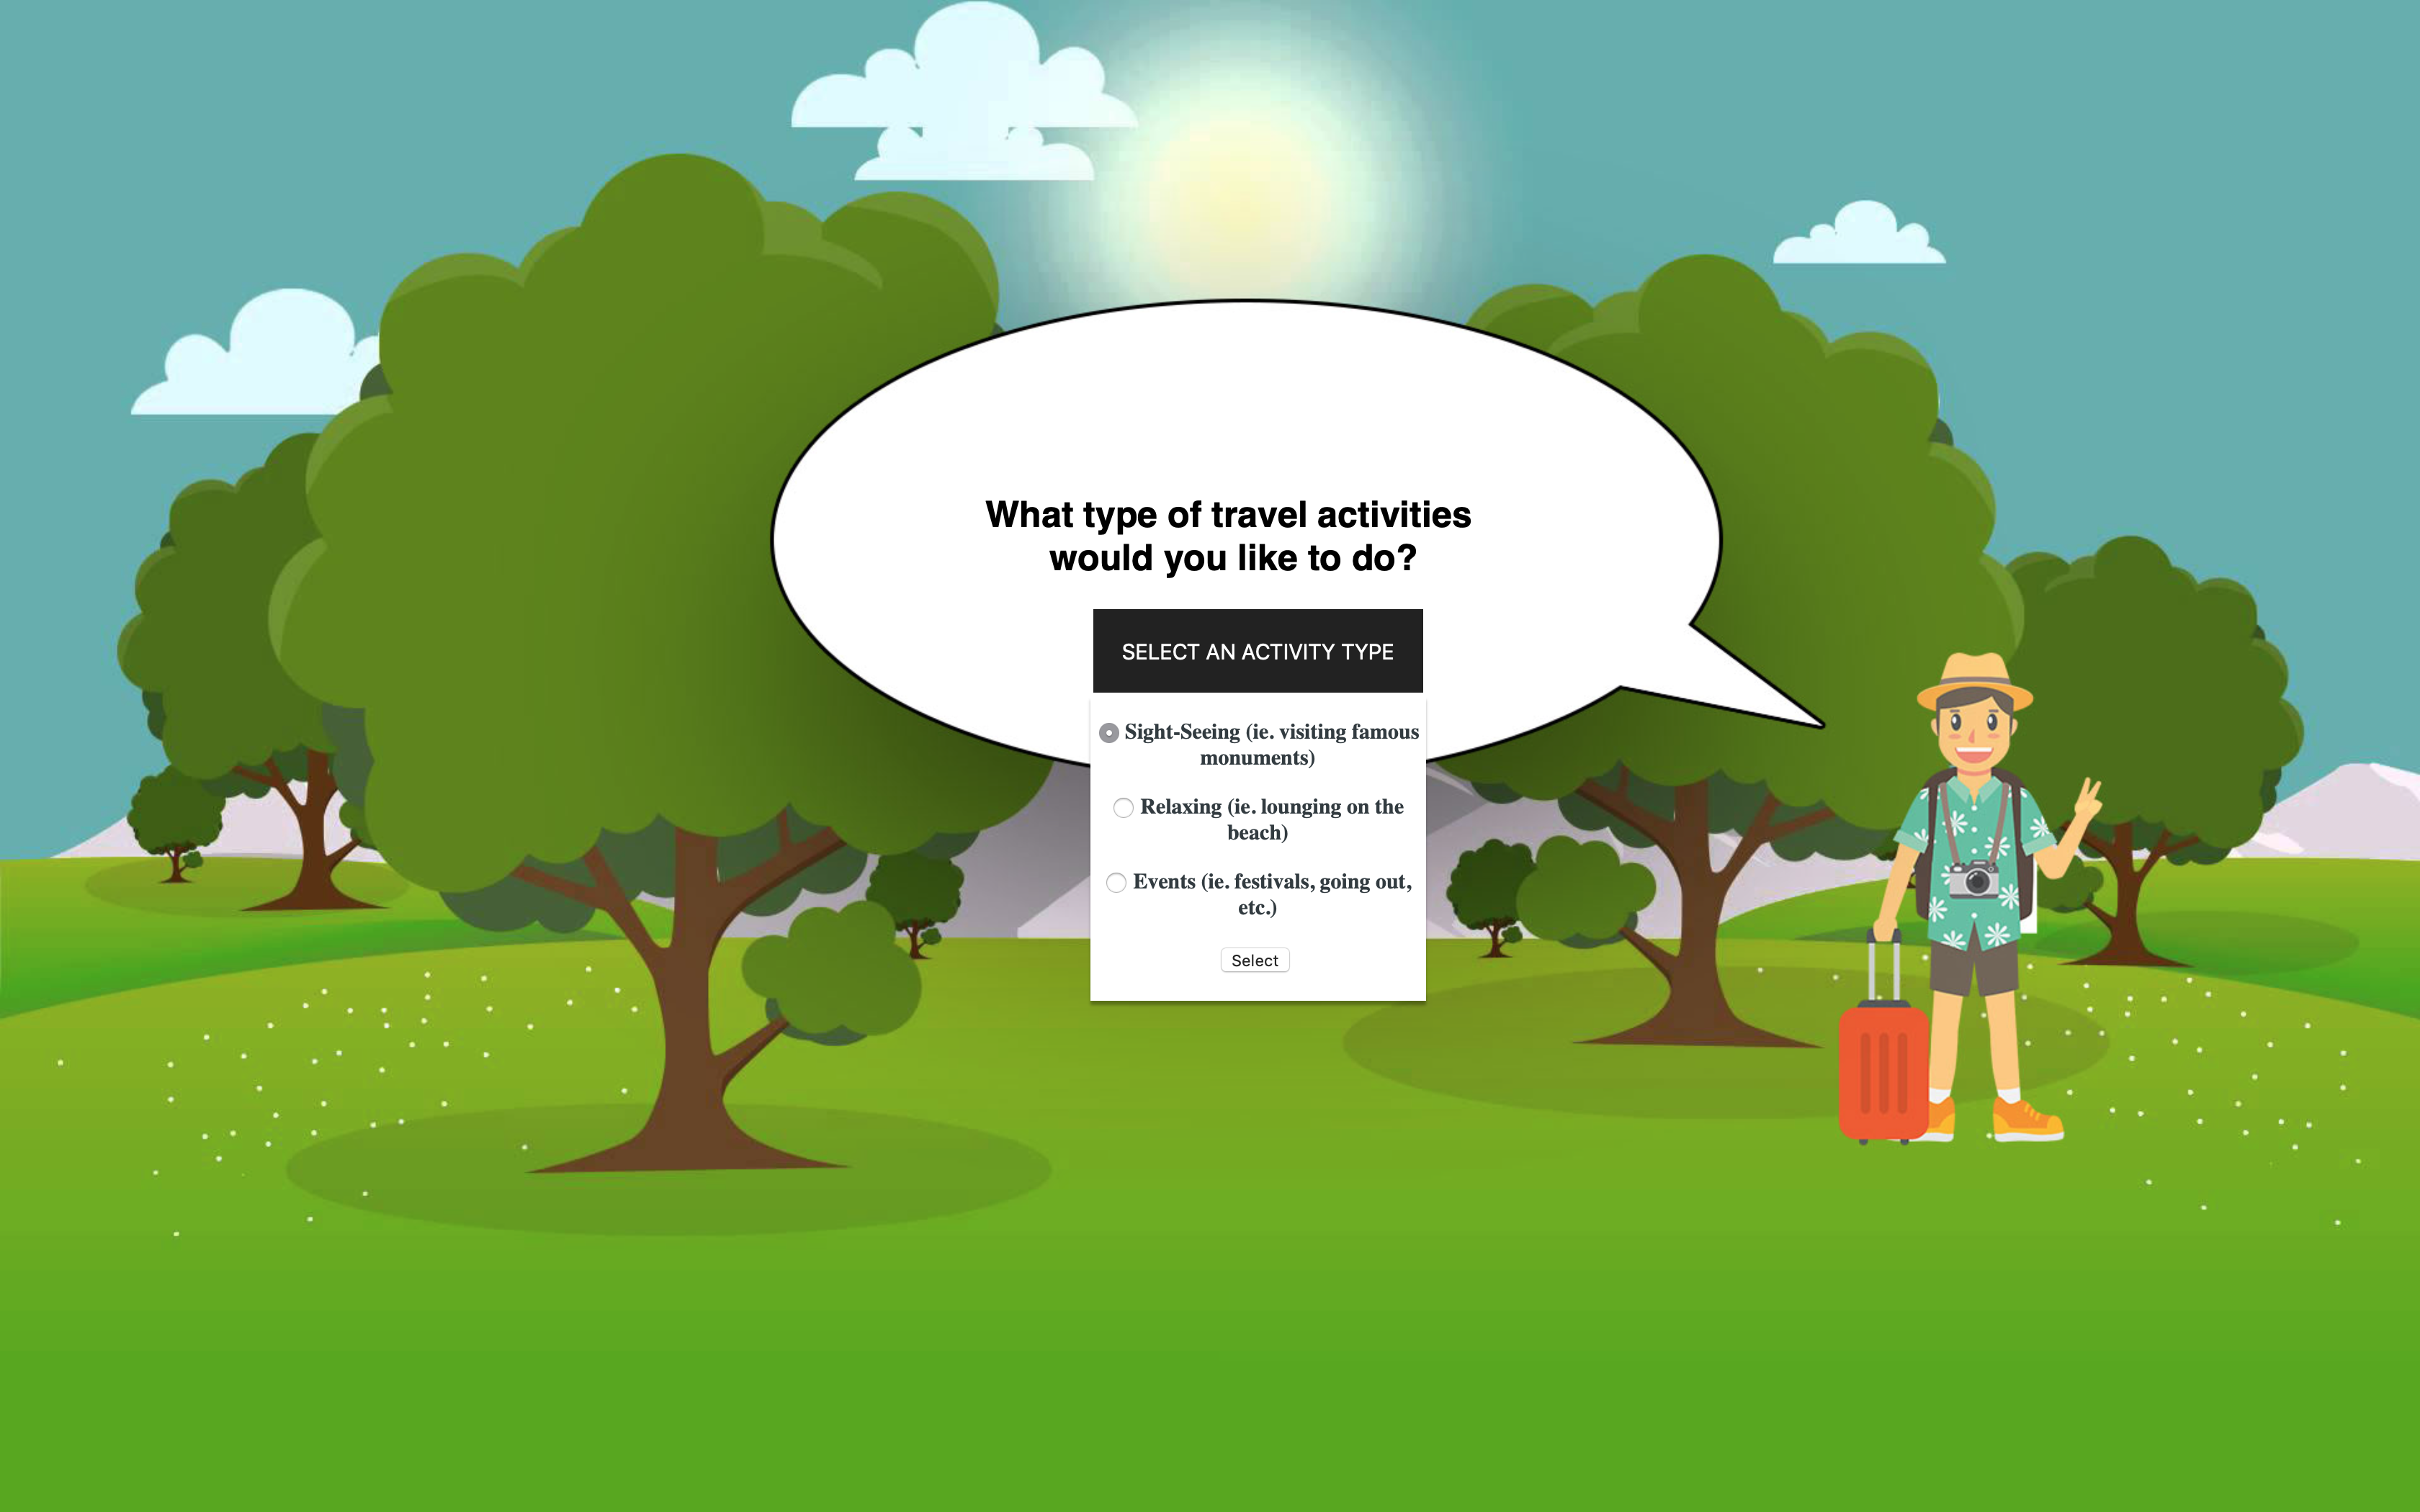 What type of travel activities
would you like to do?
SELECT AN ACTIVITY TYPE
Sight-Seeing (ie. visiting famous
monuments)
Relaxing (ie. lounging on the
beach)
Events (ie. festivals, going out,
etc.)
Select